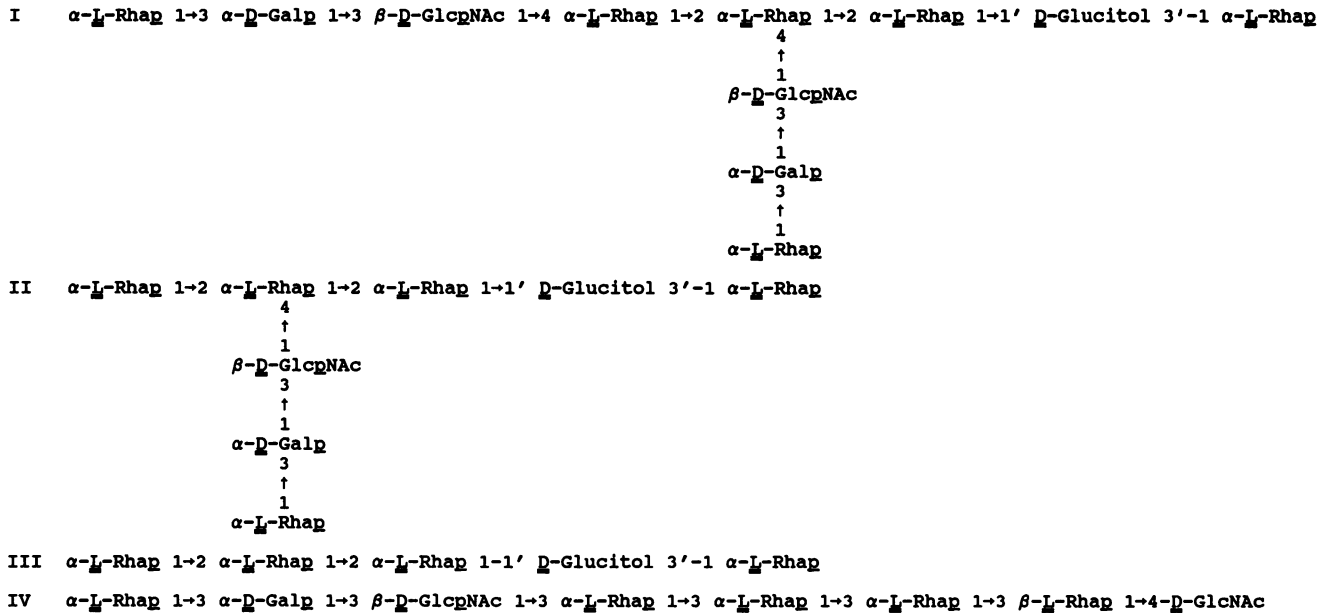 I α-L-Rhap 1→3 α-D-Galp 1→3 β-D-GlcpNAc 1→4 α-L-Rhap 1→2 α-L-Rhap 1→2 α-L-Rhap 1→1′ D-Glucitol 3′-1 α-L-Rhap
4
↑
1
β-D-GlcpNAc
3
↑
1
α-D-Galp
3
↑
1
α-L-Rhap
II α-L-Rhap 1→2 α-L-Rhap 1→2 α-L-Rhap 1→1′ D-Glucitol 3′-1 α-L-Rhap
4
↑
1
β-D-GlcpNAc
3
↑
1
α-D-Galp
3
↑
1
α-L-Rhap
III α-L-Rhap 1→2 α-L-Rhap 1→2 α-L-Rhap 1-1′ D-Glucitol 3′-1 α-L-Rhap
IV α-L-Rhap 1→3 α-D-Galp 1→3 β-D-GlcpNAc 1→3 α-L-Rhap 1→3 α-L-Rhap 1→3 α-L-Rhap 1→3 β-L-Rhap 1→4-D-GlcNAc